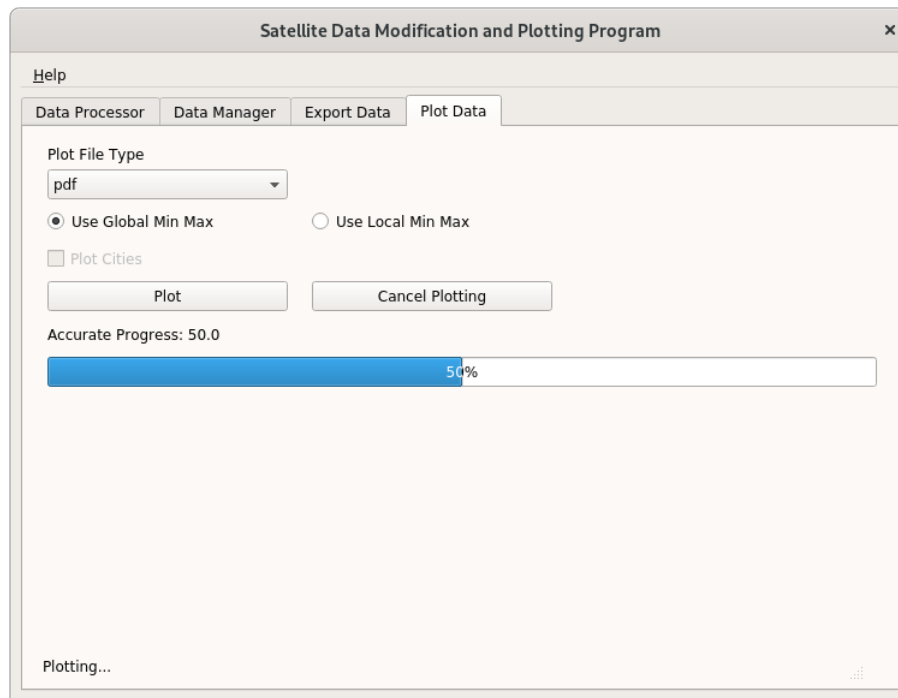 Satellite Data Modification and Plotting Program ×
Help
Data Processor Data Manager Export Data Plot Data
Plot File Type
pdf
Use Global Min Max Use Local Min Max
Plot Cities
Plot Cancel Plotting
Accurate Progress: 50.0
50%
Plotting...